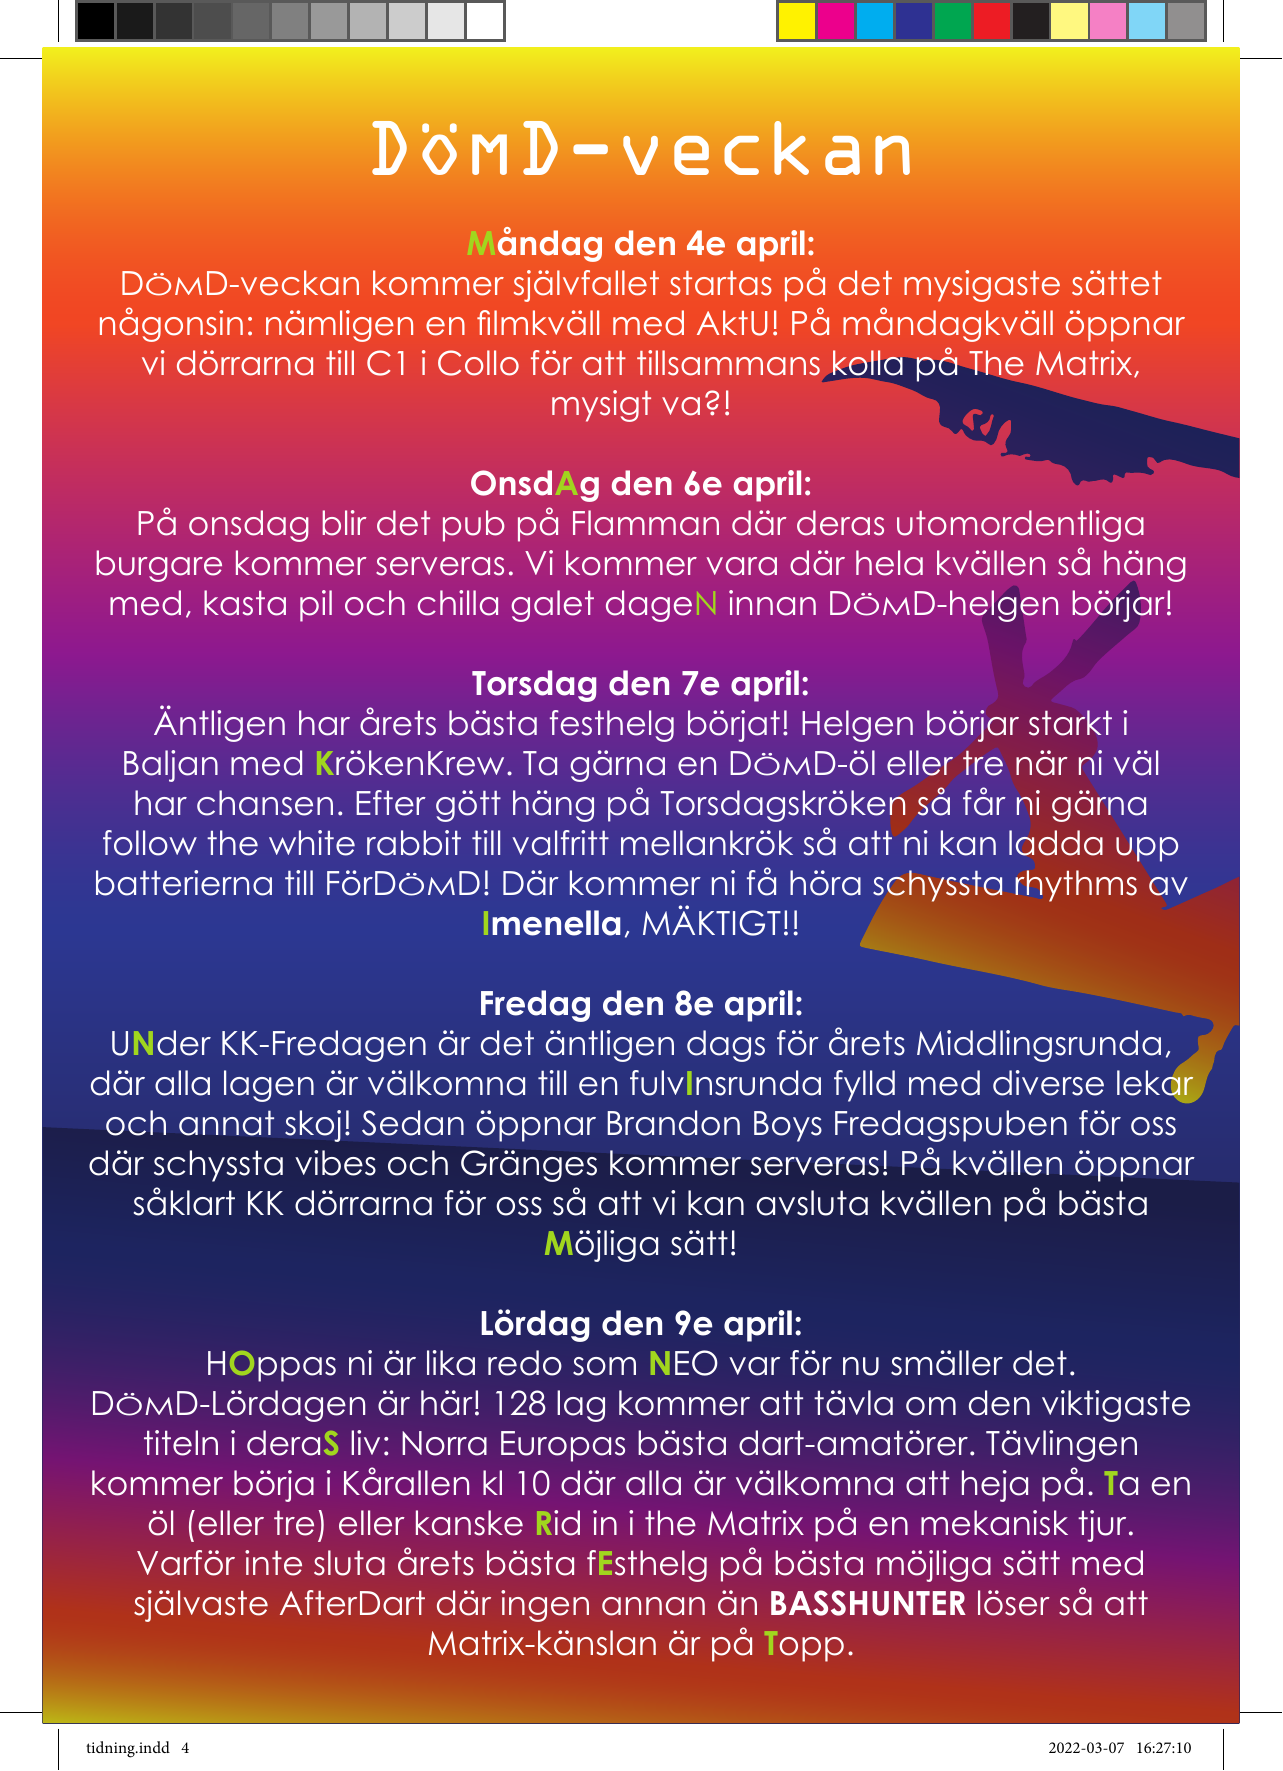 DömD-veckan
Måndag den 4e april:
DömD-veckan kommer självfallet startas på det mysigaste sättet
någonsin: nämligen en filmkväll med AktU! På måndagkväll öppnar
vi dörrarna till C1 i Collo för att tillsammans kolla på The Matrix,
mysigt va?!
OnsdAg den 6e april:
På onsdag blir det pub på Flamman där deras utomordentliga
burgare kommer serveras. Vi kommer vara där hela kvällen så häng
med, kasta pil och chilla galet dageN innan DömD-helgen börjar!
Torsdag den 7e april:
Äntligen har årets bästa festhelg börjat! Helgen börjar starkt i
Baljan med KrökenKrew. Ta gärna en DömD-öl eller tre när ni väl
har chansen. Efter gött häng på Torsdagskröken så får ni gärna
follow the white rabbit till valfritt mellankrök så att ni kan ladda upp
batterierna till FörDömD! Där kommer ni få höra schyssta rhythms av
Imenella, MÄKTIGT!!
Fredag den 8e april:
UNder KK-Fredagen är det äntligen dags för årets Middlingsrunda,
där alla lagen är välkomna till en fulvInsrunda fylld med diverse lekar
och annat skoj! Sedan öppnar Brandon Boys Fredagspuben för oss
där schyssta vibes och Gränges kommer serveras! På kvällen öppnar
såklart KK dörrarna för oss så att vi kan avsluta kvällen på bästa
Möjliga sätt!
Lördag den 9e april:
HOppas ni är lika redo som NEO var för nu smäller det.
DömD-Lördagen är här! 128 lag kommer att tävla om den viktigaste
titeln i deraS liv: Norra Europas bästa dart-amatörer. Tävlingen
kommer börja i Kårallen kl 10 där alla är välkomna att heja på. Ta en
öl (eller tre) eller kanske Rid in i the Matrix på en mekanisk tjur.
Varför inte sluta årets bästa fEsthelg på bästa möjliga sätt med
självaste AfterDart där ingen annan än BASSHUNTER löser så att
Matrix-känslan är på Topp.
tidning.indd 4
2022-03-07 16:27:10